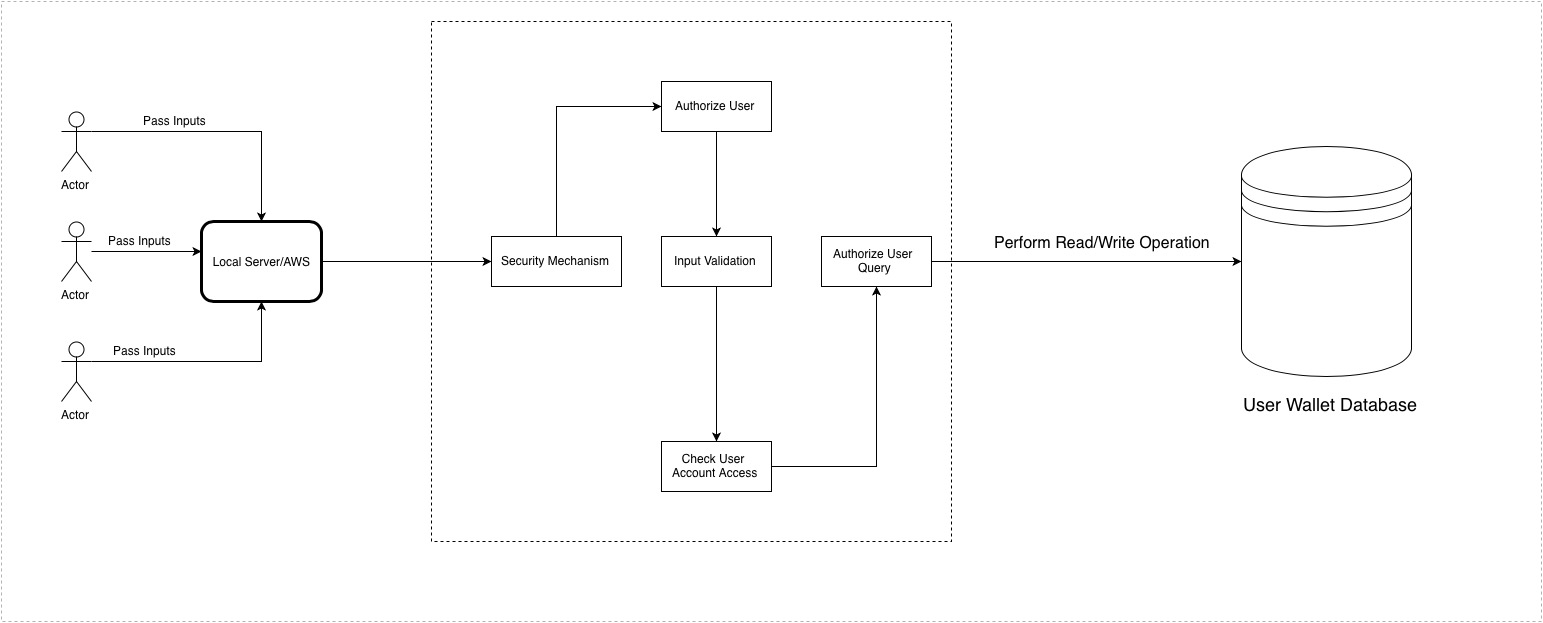 Pass Inputs
Actor
Pass Inputs
Actor
Pass Inputs
Actor
Local Server/AWS
Security Mechanism
Authorize User
Input Validation
Check User
Account Access
Authorize User
Query
Perform Read/Write Operation
User Wallet Database